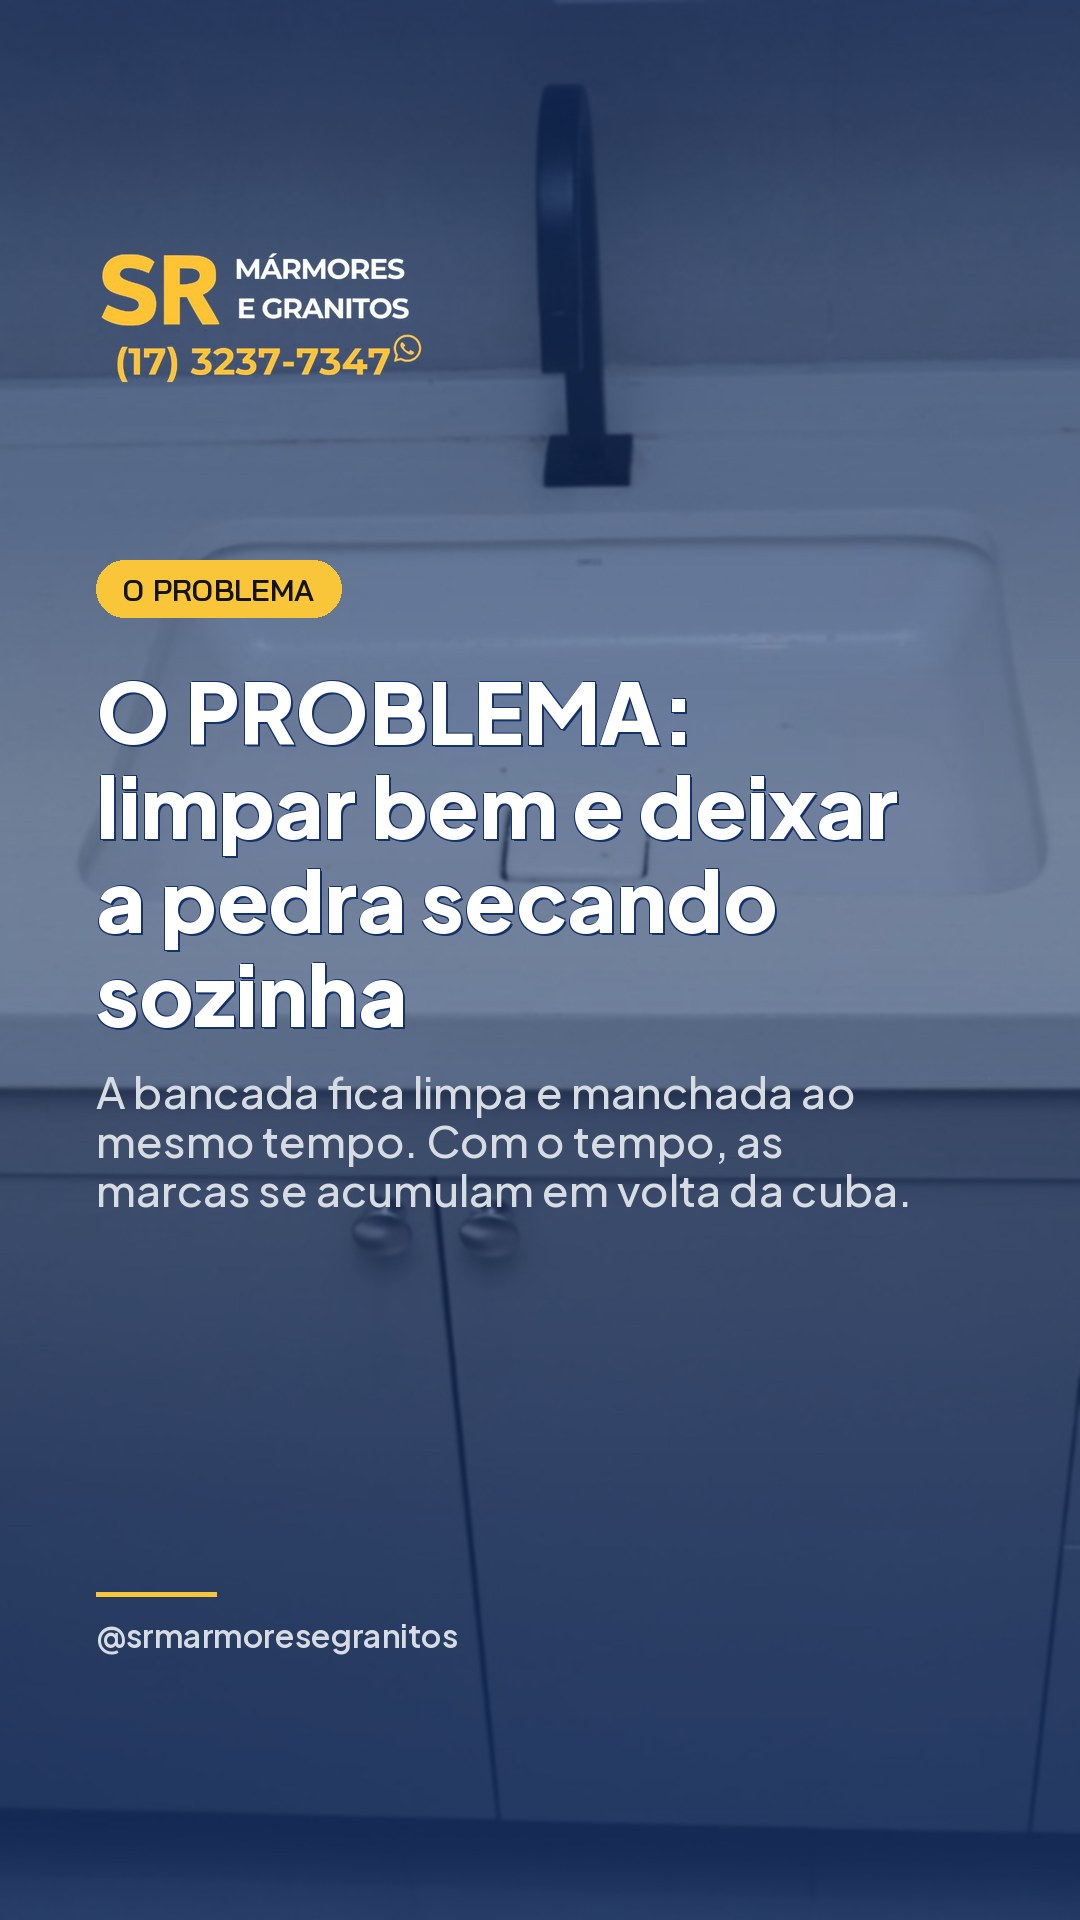 SR MÁRMORES
E GRANITOS
(17) 3237-7347
O PROBLEMA
O PROBLEMA:
limpar bem e deixar
a pedra secando
sozinha
A bancada fica limpa e manchada ao
mesmo tempo. Com o tempo, as
marcas se acumulam em volta da cuba.
@srmarmoresegranitos